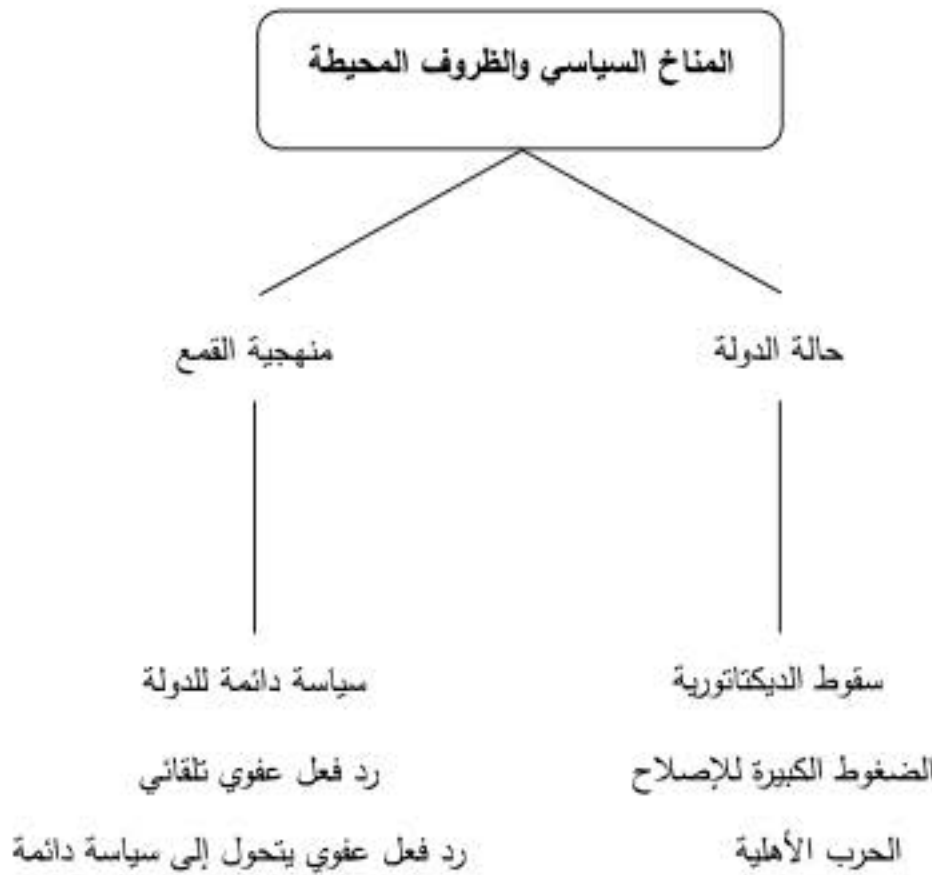 المناخ السياسي والظروف المحيطة
حالة الدولة
منهجية القمع
سقوط الديكتاتورية
سياسة دائمة للدولة
الضغوط الكبيرة للإصلاح
رد فعل عفوي تلقائي
الحرب الأهلية
رد فعل عفوي يتحول إلى سياسة دائمة